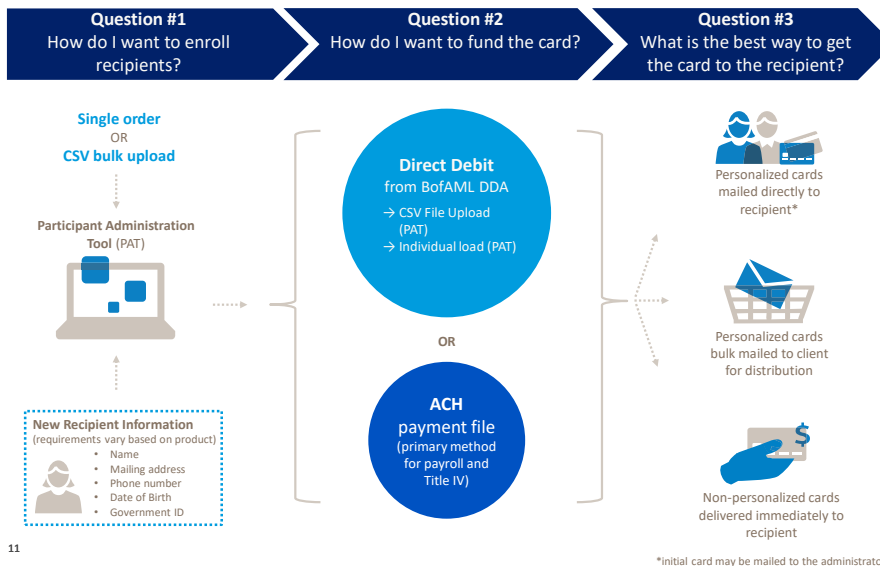 Question #1
How do I want to enroll
recipients?
Question #2
How do I want to fund the card?
Question #3
What is the best way to get
the card to the recipient?
Single order
OR
CSV bulk upload
Participant Administration
Tool (PAT)
New Recipient Information
(requirements vary based on product)
• Name
• Mailing address
• Phone number
• Date of Birth
• Government ID
Direct Debit
from BofAML DDA
→ CSV File Upload
(PAT)
→ Individual load (PAT)
OR
ACH
payment file
(primary method
for payroll and
Title IV)
Personalized cards
mailed directly to
recipient*
Personalized cards
bulk mailed to client
for distribution
$
Non-personalized cards
delivered immediately to
recipient
11
*initial card may be mailed to the administrato